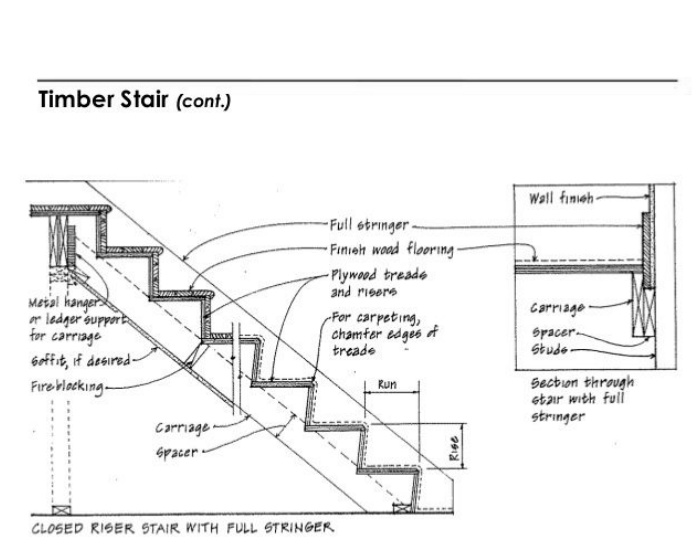 Timber Stair (cont.)
Full stringer
Finish wood flooring
Plywood treads
and risers
For carpeting,
chamfer edges of
treads
Metal hanger
or ledger support
for carriage
Soffit, if desired
Fireblocking
Carriage
Spacer
Run
Rise
CLOSED RISER STAIR WITH FULL STRINGER
Wall finish
Carriage
Spacer
Studs
Section through
stair with full
stringer